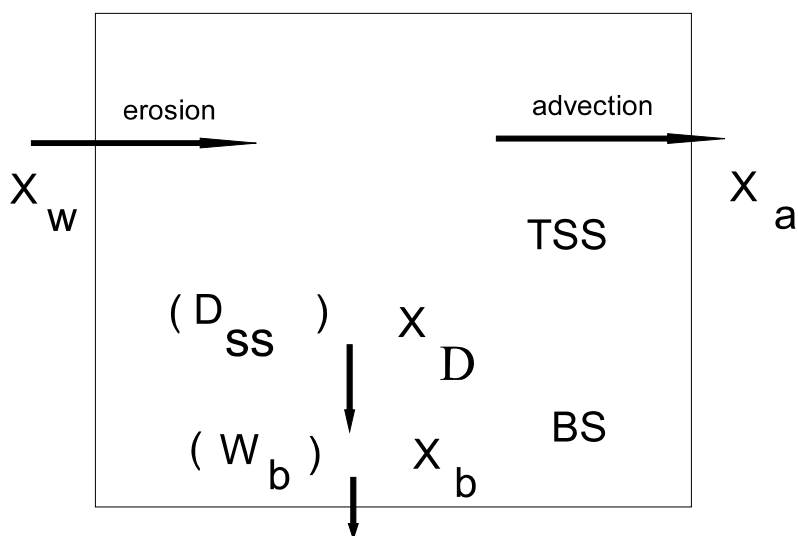 erosion advection
X w X a
TSS
( D SS ) X D
BS
( W b ) X b